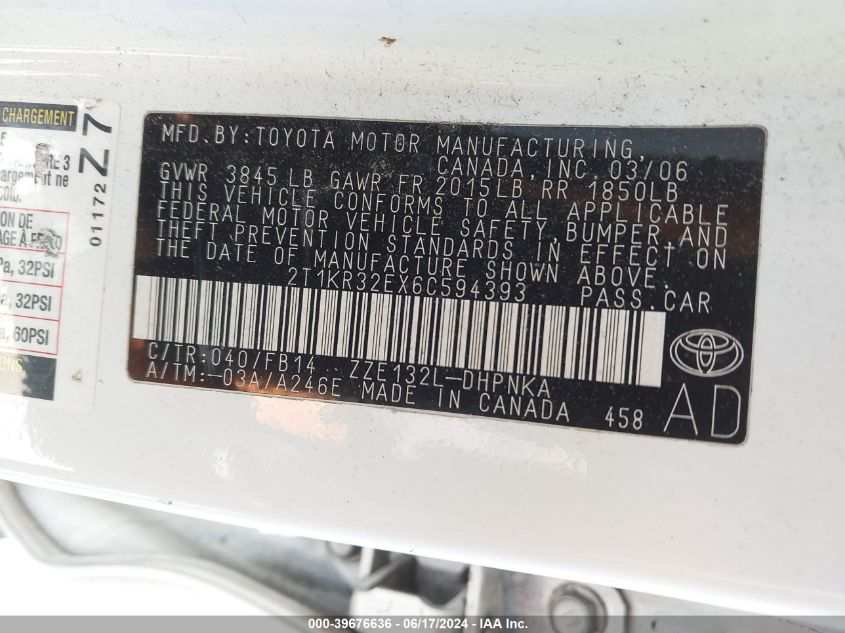 CHARGEMENT
Z7
01172
MFD.BY:TOYOTA MOTOR MANUFACTURING,
CANADA, INC. 03/06
GVWR 3845 LB GAWR FR 2015LB RR 1850LB
THIS VEHICLE CONFORMS TO ALL APPLICABLE
FEDERAL MOTOR VEHICLE SAFETY, BUMPER, AND
THEFT PREVENTION STANDARDS IN EFFECT ON
THE DATE OF MANUFACTURE SHOWN ABOVE.
2T1KR32EX6C594393 PASS.CAR
C/TR:040/FB14 ZZE132L-DHPNKA
A/TM:-03A/A246E MADE IN CANADA 458
AD
ne
ON DE
32PSI
32PSI
60PSI
000-39676636 - 06/17/2024 - IAA, Inc.